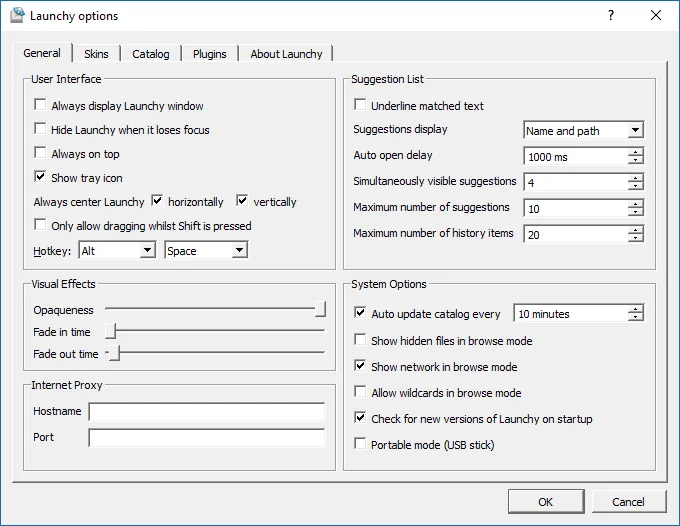 Launchy options
General Skins Catalog Plugins About Launchy
User Interface
Always display Launchy window
Hide Launchy when it loses focus
Always on top
Show tray icon
Always center Launchy horizontally vertically
Only allow dragging whilst Shift is pressed
Hotkey: Alt Space
Visual Effects
Opaqueness
Fade in time
Fade out time
Internet Proxy
Hostname
Port
Suggestion List
Underline matched text
Suggestions display Name and path
Auto open delay 1000 ms
Simultaneously visible suggestions 4
Maximum number of suggestions 10
Maximum number of history items 20
System Options
Auto update catalog every 10 minutes
Show hidden files in browse mode
Show network in browse mode
Allow wildcards in browse mode
Check for new versions of Launchy on startup
Portable mode (USB stick)
OK Cancel